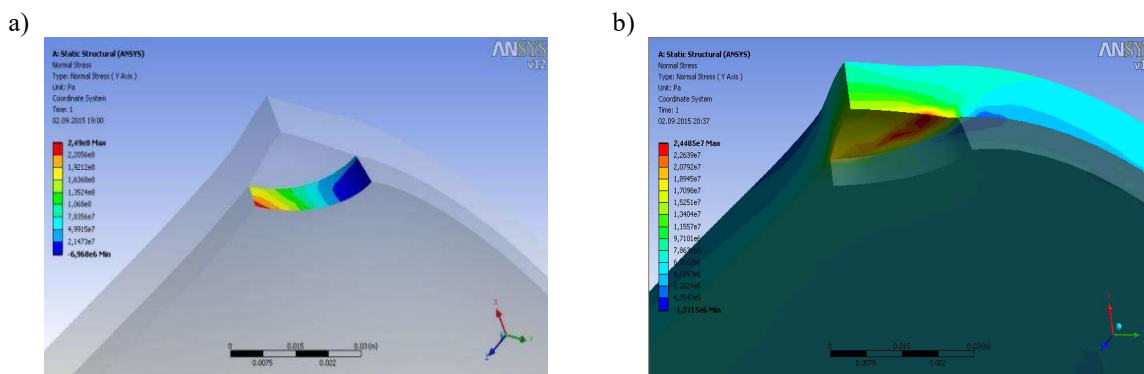 a)
b)
A: Static Structural (ANSYS)
Normal Stress
Type: Normal Stress ( Y Axis )
Unit: Pa
Coordinate System
Time: 1
02.09.2015 19:00
2,49e8 Max
2,2056e8
1,9212e8
1,6368e8
1,3524e8
1,068e8
7,8356e7
4,9915e7
2,1473e7
-6,968e6 Min
ANSYS
v12
0
0.015
0.03 (m)
0.0075
0.022
X
Y
Z
A: Static Structural (ANSYS)
Normal Stress
Type: Normal Stress ( Y Axis )
Unit: Pa
Coordinate System
Time: 1
02.09.2015 20:37
2,4485e7 Max
2,2639e7
2,0792e7
1,8945e7
1,7098e7
1,5251e7
1,3404e7
1,1557e7
9,7101e6
2,3224e6
-1,3715e6 Min
ANSYS
v12
0
0.015
0.03 (m)
0.0075
0.022